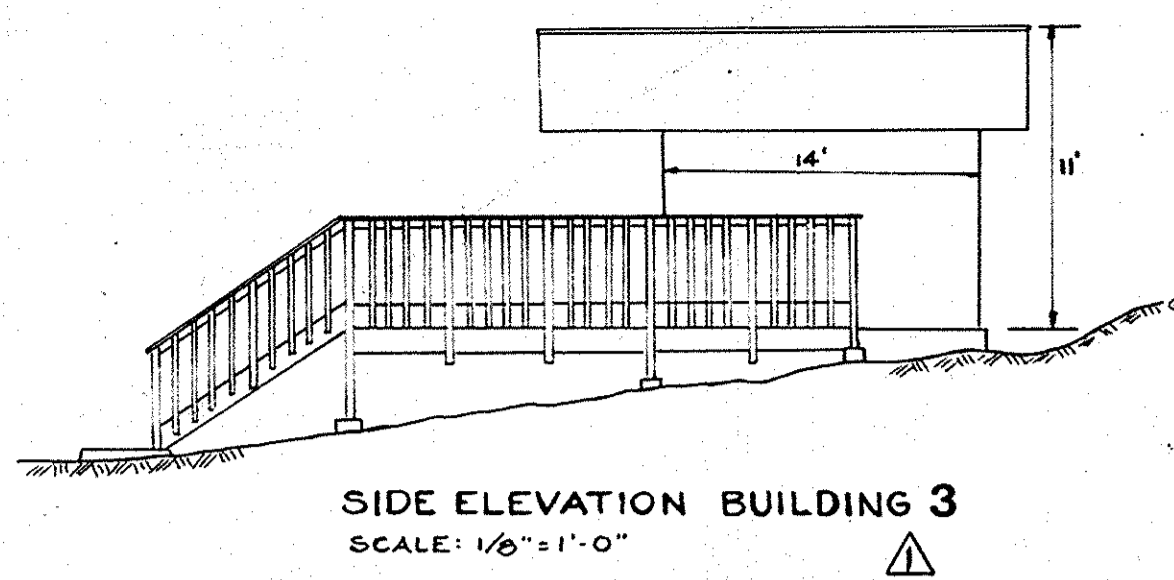 14'
11'
SIDE ELEVATION BUILDING 3
SCALE: 1/8" = 1'-0"
1